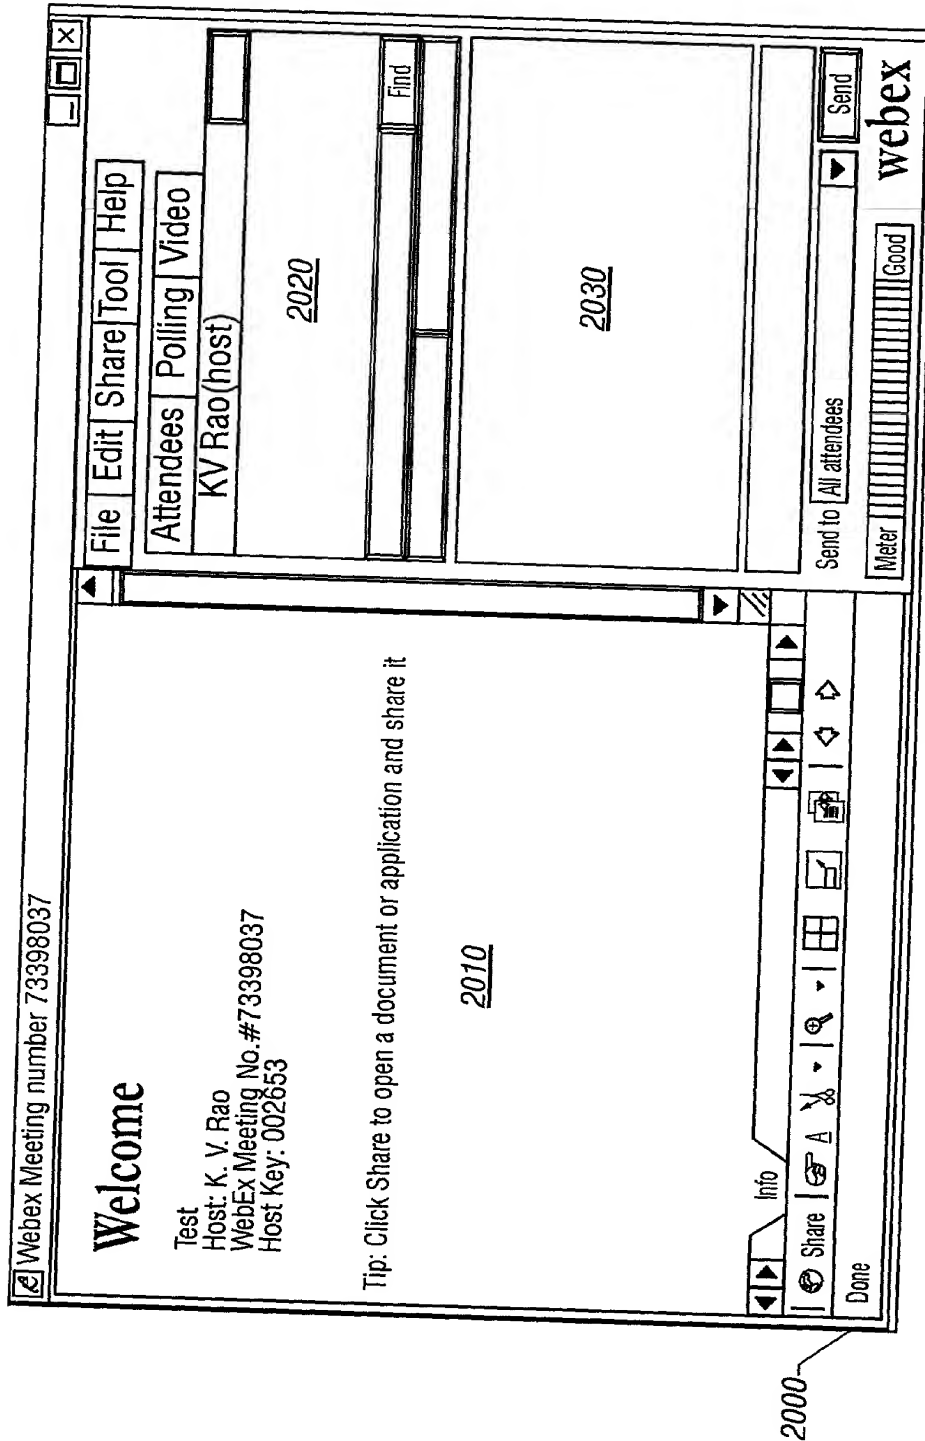 Webex Meeting number 73398037
Welcome
Test
Host: K. V. Rao
WebEx Meeting No.#73398037
Host Key: 002653
Tip: Click Share to open a document or application and share it
2010
Info
Share
A
Done
File Edit Share Tool Help
Attendees Polling Video
KV Rao(host)
2020
Find
2030
Send to All attendees
Send
Meter Good
webex
2000